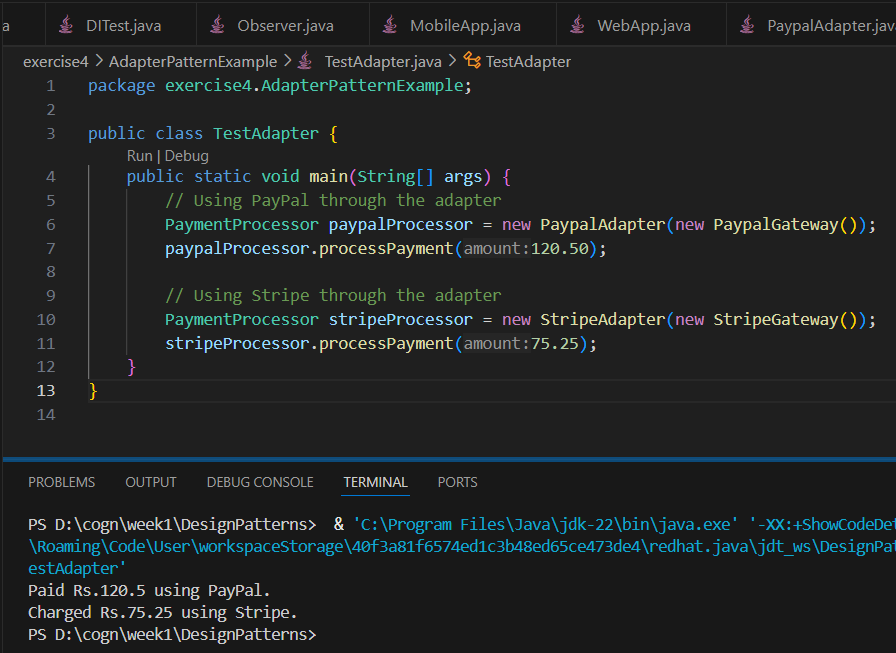 a DITest.java Observer.java MobileApp.java WebApp.java PaypalAdapter.jav
exercise4 > AdapterPatternExample > TestAdapter.java > TestAdapter
1 package exercise4.AdapterPatternExample;
2
3 public class TestAdapter {
Run | Debug
4 public static void main(String[] args) {
5 // Using PayPal through the adapter
6 PaymentProcessor paypalProcessor = new PaypalAdapter(new PaypalGateway());
7 paypalProcessor.processPayment(amount:120.50);
8
9 // Using Stripe through the adapter
10 PaymentProcessor stripeProcessor = new StripeAdapter(new StripeGateway());
11 stripeProcessor.processPayment(amount:75.25);
12 }
13 }
14
PROBLEMS OUTPUT DEBUG CONSOLE TERMINAL PORTS
PS D:\cogn\week1\DesignPatterns> & 'C:\Program Files\Java\jdk-22\bin\java.exe' '-XX:+ShowCodeDet
\Roaming\Code\User\workspaceStorage\40f3a81f6574ed1c3b48ed65ce473de4\redhat.java\jdt_ws\DesignPat
estAdapter'
Paid Rs.120.5 using PayPal.
Charged Rs.75.25 using Stripe.
PS D:\cogn\week1\DesignPatterns>